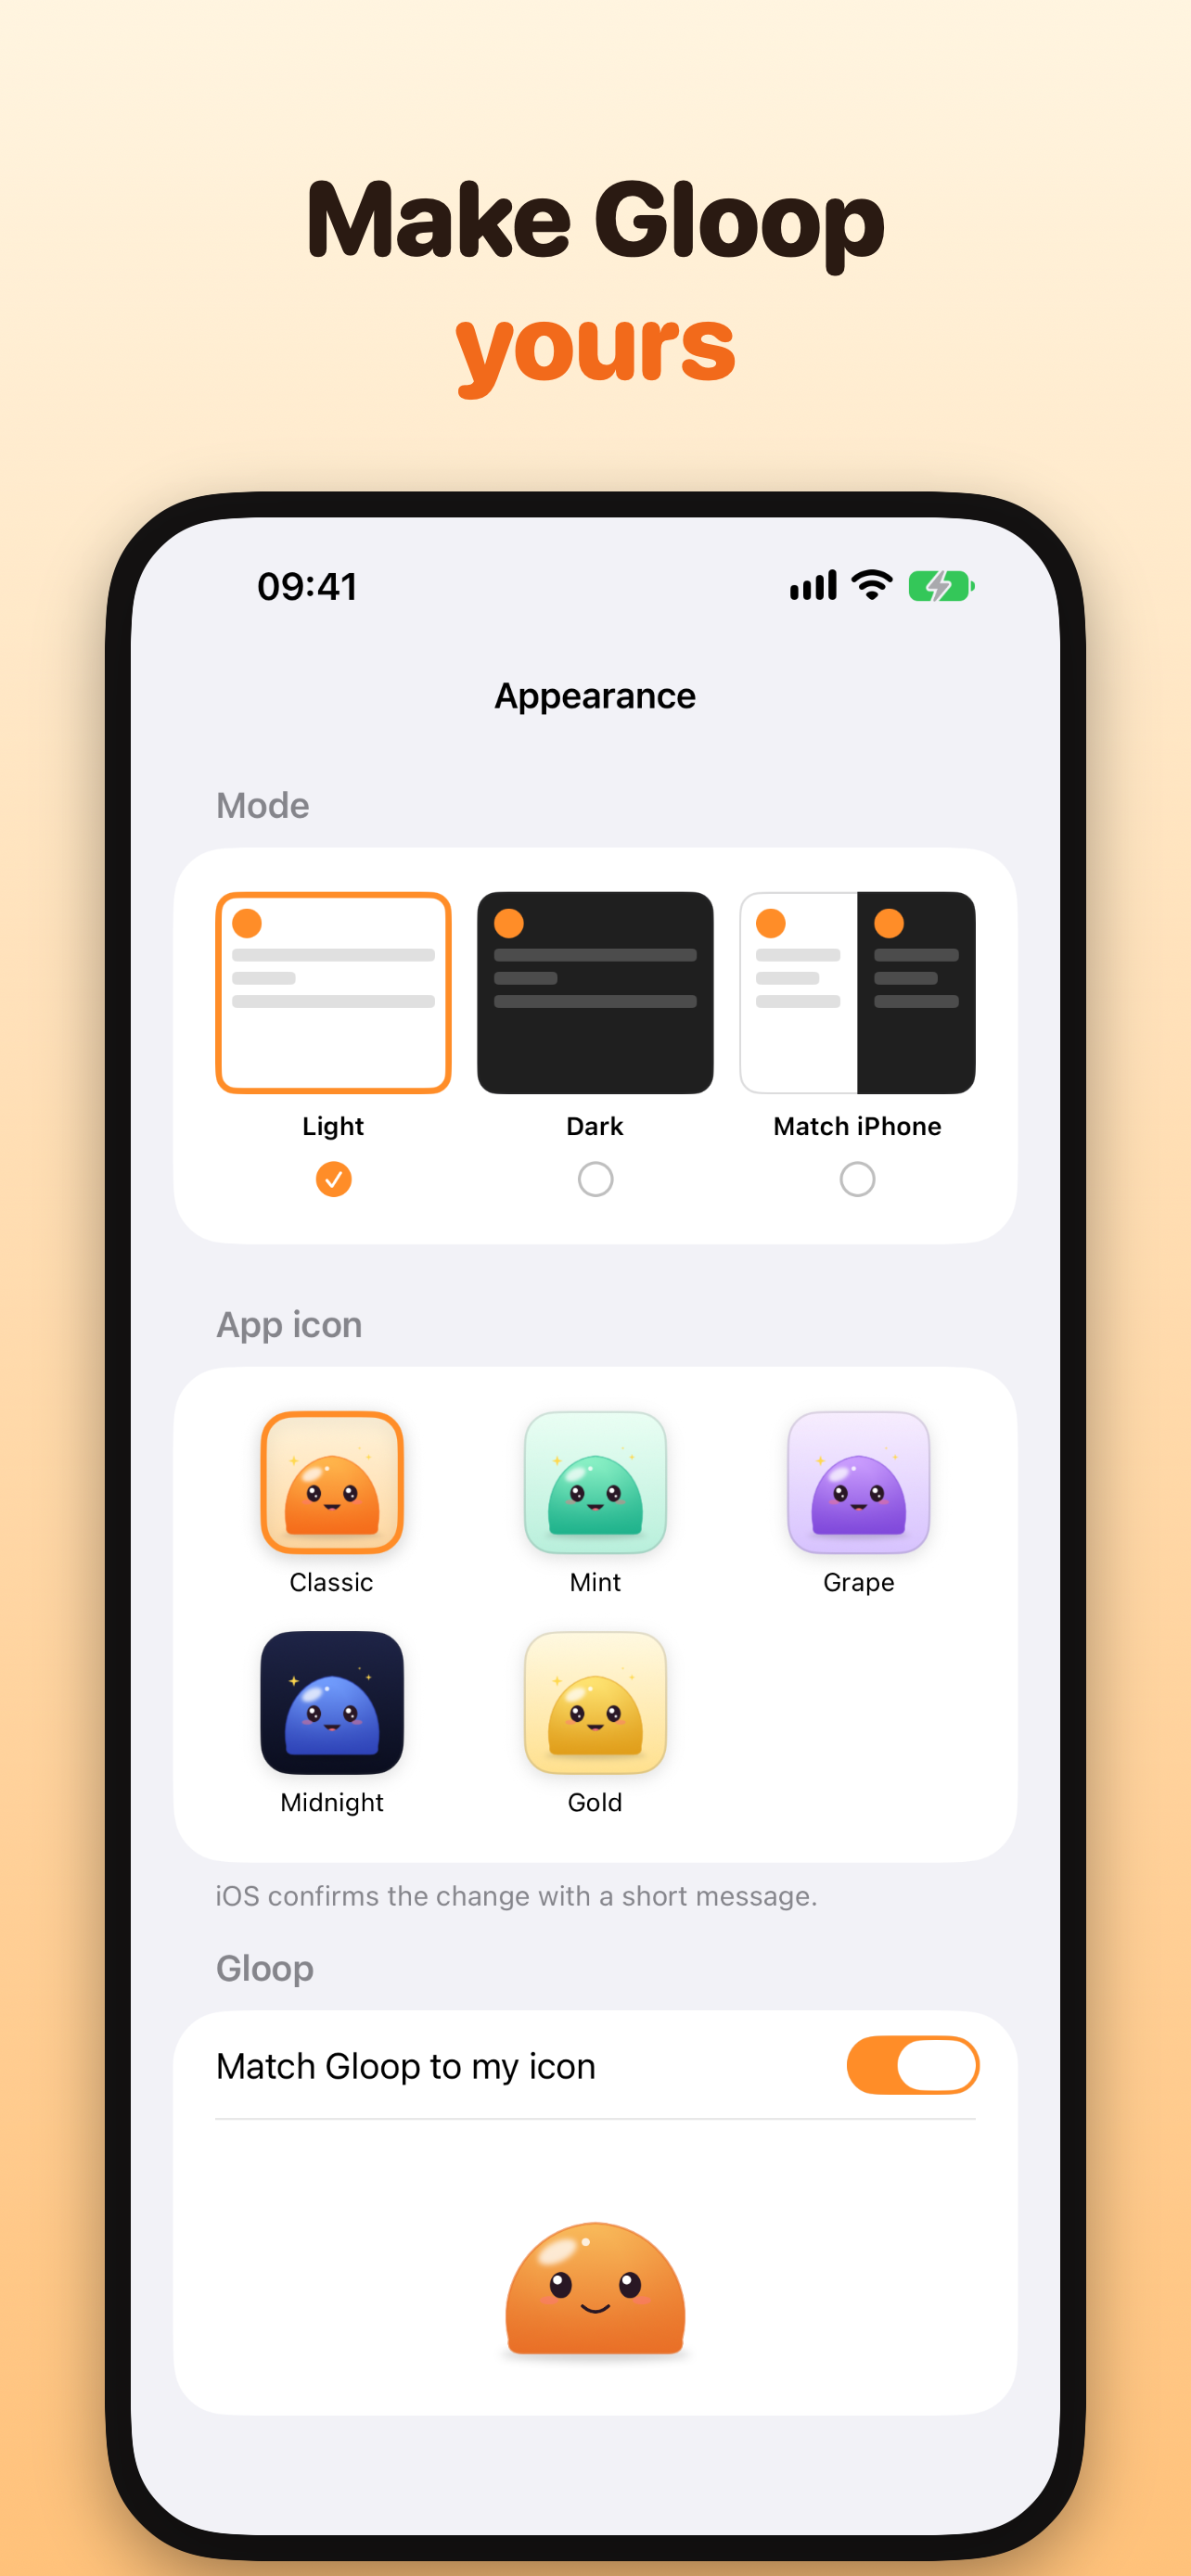 Make Gloop
yours
09:41
Appearance
Mode
Light Dark Match iPhone
App icon
Classic Mint Grape
Midnight Gold
iOS confirms the change with a short message.
Gloop
Match Gloop to my icon